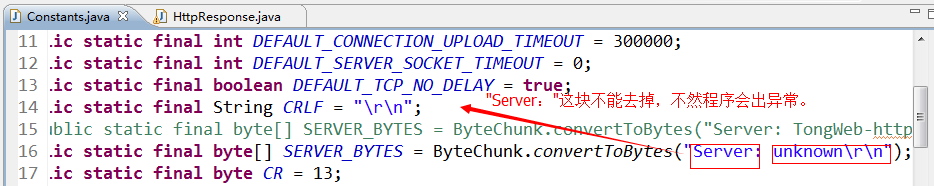 Constants.java HttpResponse.java
11 lic static final int DEFAULT_CONNECTION_UPLOAD_TIMEOUT = 300000;
12 lic static final int DEFAULT_SERVER_SOCKET_TIMEOUT = 0;
13 lic static final boolean DEFAULT_TCP_NO_DELAY = true;
14 lic static final String CRLF = "\r\n";
"Server："这块不能去掉，不然程序会出异常。
15 ublic static final byte[] SERVER_BYTES = ByteChunk.convertToBytes("Server: TongWeb-http
16 lic static final byte[] SERVER_BYTES = ByteChunk.convertToBytes("Server: unknown\r\n");
17 lic static final byte CR = 13;